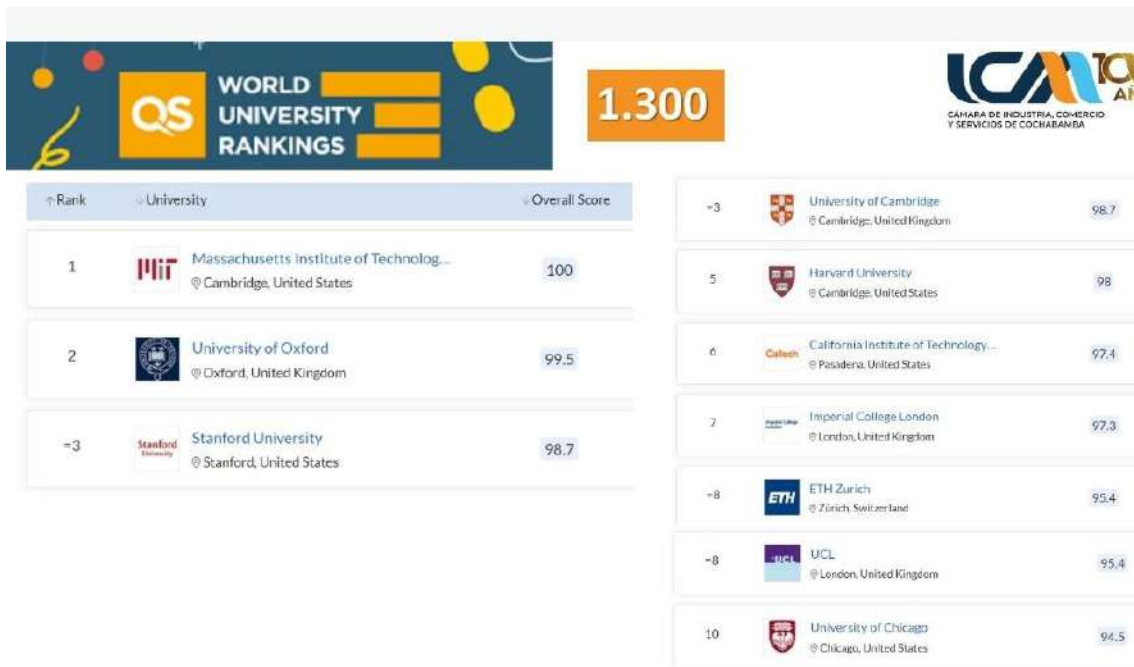 QS
WORLD
UNIVERSITY
RANKINGS
1.300
ICAM
CÁMARA DE INDUSTRIA, COMERCIO
Y SERVICIOS DE COCHABAMBA
Rank University Overall Score
1 Massachusetts Institute of Technolog... 100
Cambridge, United States
2 University of Oxford 99.5
Oxford, United Kingdom
=3 Stanford University 98.7
Stanford, United States
=3 University of Cambridge 98.7
Cambridge, United Kingdom
5 Harvard University 98
Cambridge, United States
6 Caltech California Institute of Technology... 97.4
Pasadena, United States
7 Imperial College London 97.3
London, United Kingdom
=8 ETH ETH Zurich 95.4
Zürich, Switzerland
=8 UCL UCL 95.4
London, United Kingdom
10 University of Chicago 94.5
Chicago, United States